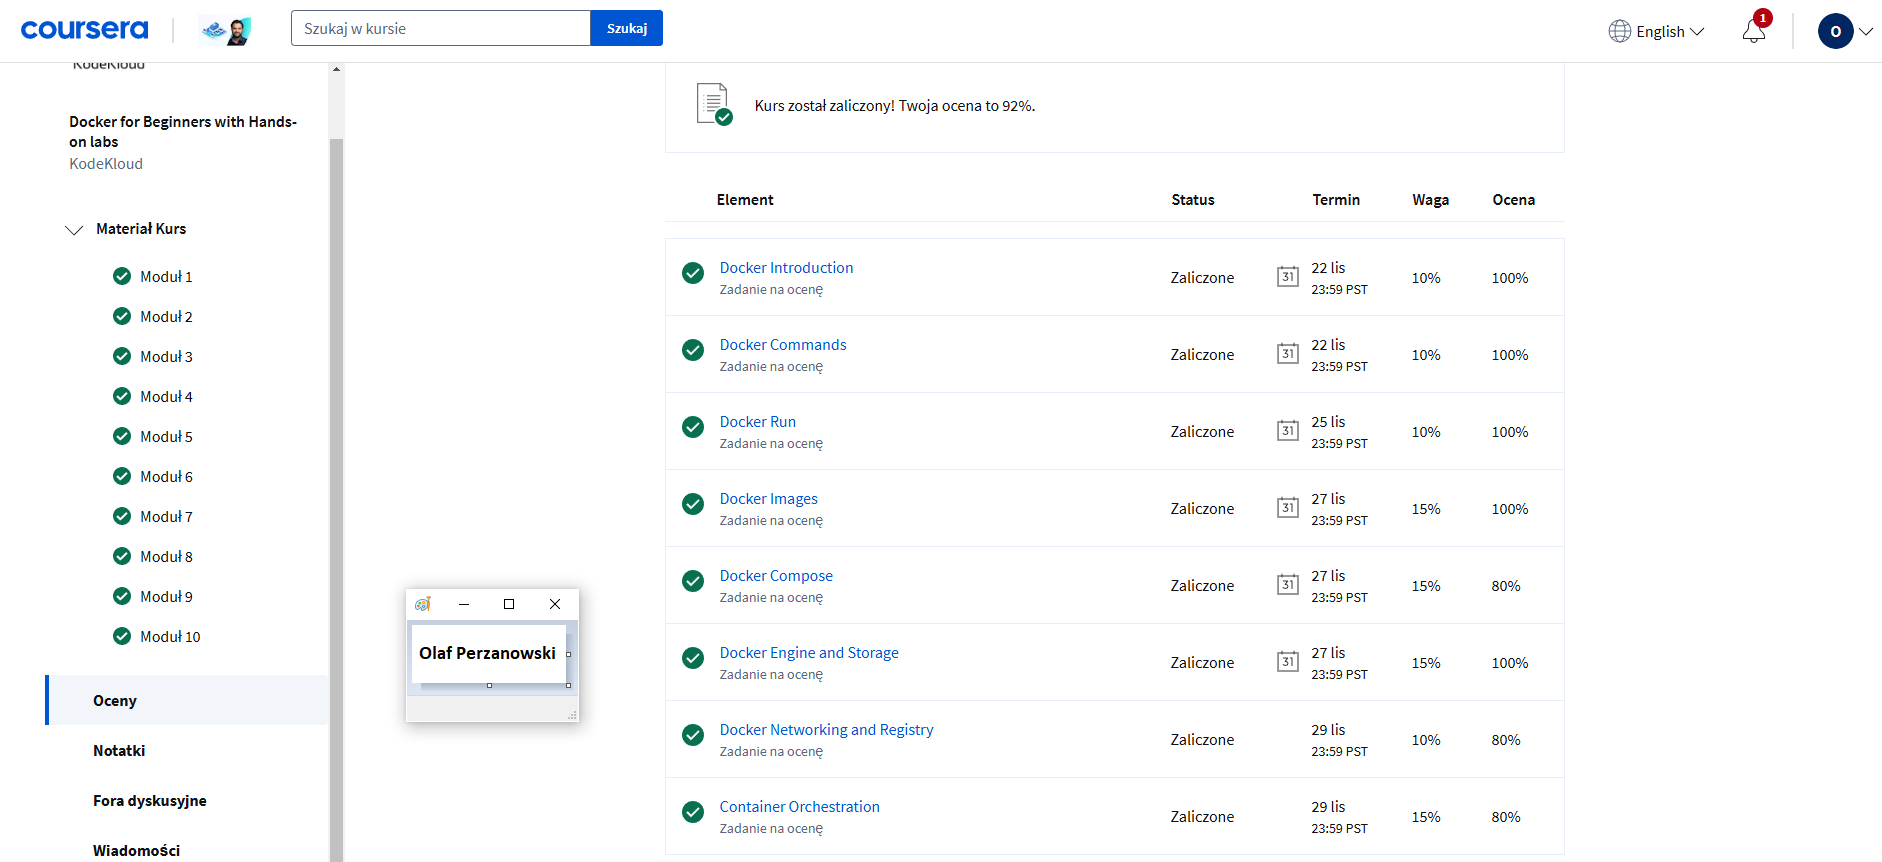 coursera
Szukaj w kursie
Szukaj
English
1
O
KodeKloud
Docker for Beginners with Hands-
on labs
KodeKloud
Materiał Kurs
Moduł 1
Moduł 2
Moduł 3
Moduł 4
Moduł 5
Moduł 6
Moduł 7
Moduł 8
Moduł 9
Moduł 10
Oceny
Notatki
Fora dyskusyjne
Wiadomości
Olaf Perzanowski
Kurs został zaliczony! Twoja ocena to 92%.
Element Status Termin Waga Ocena
Docker Introduction
Zadanie na ocenę
Zaliczone
31
22 lis
23:59 PST
10%
100%
Docker Commands
Zadanie na ocenę
Zaliczone
31
22 lis
23:59 PST
10%
100%
Docker Run
Zadanie na ocenę
Zaliczone
31
25 lis
23:59 PST
10%
100%
Docker Images
Zadanie na ocenę
Zaliczone
31
27 lis
23:59 PST
15%
100%
Docker Compose
Zadanie na ocenę
Zaliczone
31
27 lis
23:59 PST
15%
80%
Docker Engine and Storage
Zadanie na ocenę
Zaliczone
31
27 lis
23:59 PST
15%
100%
Docker Networking and Registry
Zadanie na ocenę
Zaliczone
29 lis
23:59 PST
10%
80%
Container Orchestration
Zadanie na ocenę
Zaliczone
29 lis
23:59 PST
15%
80%